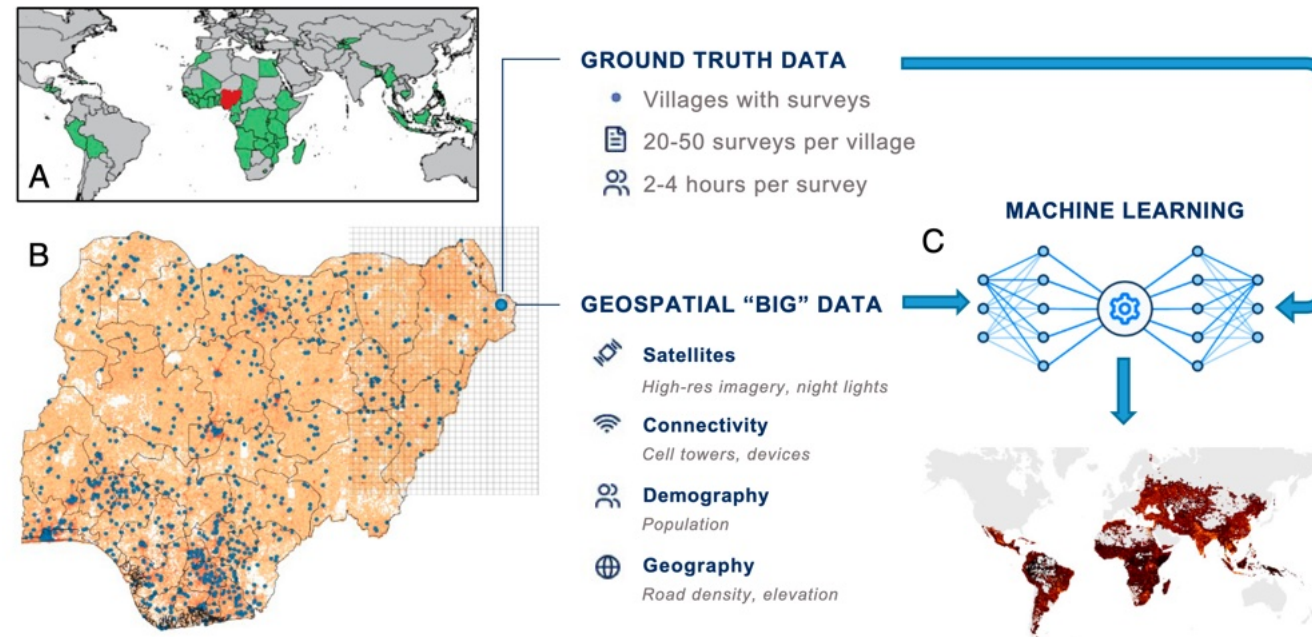 A
GROUND TRUTH DATA
Villages with surveys
20-50 surveys per village
2-4 hours per survey
B
GEOSPATIAL “BIG” DATA
Satellites
High-res imagery, night lights
Connectivity
Cell towers, devices
Demography
Population
Geography
Road density, elevation
MACHINE LEARNING
C